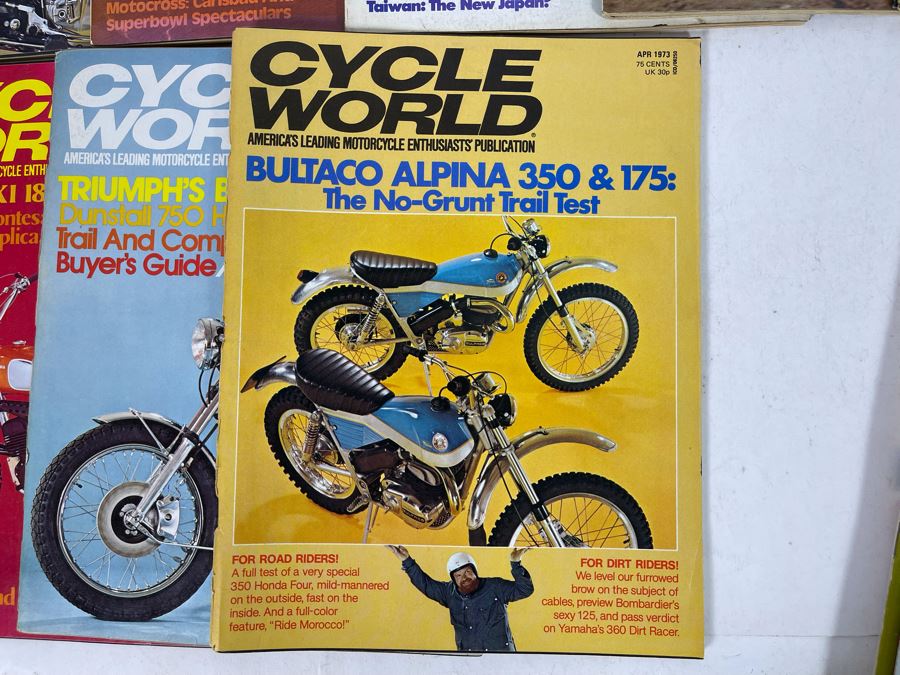 Motocross: Carlsbad And
Superbowl Spectaculars
Taiwan: The New Japan?
CYCLE
WORLD
AMERICA'S LEADING MOTORCYCLE ENTHUSIASTS' PUBLICATION
APR 1973
75 CENTS
UK 30p
ICD/08250
BULTACO ALPINA 350 & 175:
The No-Grunt Trail Test
FOR ROAD RIDERS!
A full test of a very special
350 Honda Four, mild-mannered
on the outside, fast on the
inside. And a full-color
feature, "Ride Morocco!"
FOR DIRT RIDERS!
We level our furrowed
brow on the subject of
cables, preview Bombardier's
sexy 125, and pass verdict
on Yamaha's 360 Dirt Racer.
CYC
WOR
AMERICA'S LEADING MOTORCYCLE ENT
TRIUMPH'S B
Dunstall 750 H
Trail And Comp
Buyer's Guide